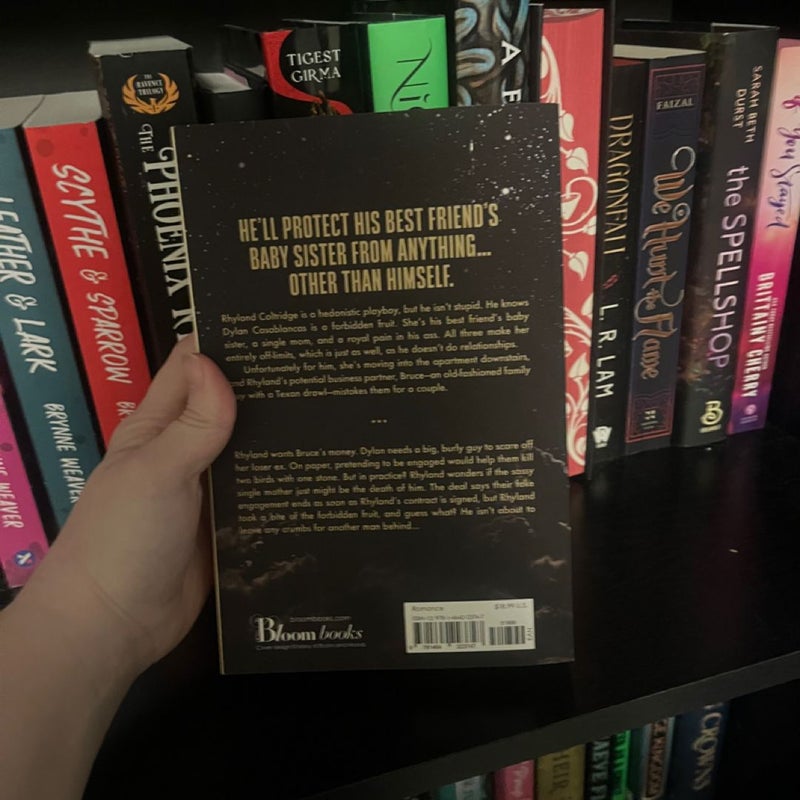 HE'LL PROTECT HIS BEST FRIEND'S
BABY SISTER FROM ANYTHING...
OTHER THAN HIMSELF.
Rhyland Coltridge is a hedonistic playboy, but he isn't stupid. He knows
Dylan Casablancas is a forbidden fruit. She's his best friend's baby
sister, a single mom, and a royal pain in his ass. All three make her
entirely off-limits, which is just as well, as he doesn't do relationships.
Unfortunately for him, she's moving into the apartment downstairs,
and Rhyland's potential business partner, Bruce—an old-fashioned family
with a Texan drawl—mistakes them for a couple.
---
Rhyland wants Bruce's money. Dylan needs a big, burly guy to scare off
her loser ex. On paper, pretending to be engaged would help them kill
two birds with one stone. But in practice? Rhyland wonders if the sassy
single mother just might be the death of him. The deal says their fake
engagement ends as soon as Rhyland's contract is signed, but Rhyland
took a bite of the forbidden fruit, and guess what? He isn't about to
leave any crumbs for another man behind...
bloombooks.com
Bloom books
Romance
$18.99 U.S.
WEAVER
LEATHER & LARK
BRYNNE WEAVER
SCYTHE & SPARROW
THE RAVENCE TRILOGY
THE PHOENIX
TIGEST
GIRMA
DRAGONFALL
L. R. LAM
FAIZAL
We Hunt the Flame
SARAH BETH
DURST
the SPELLSHOP
You Stayed
BRITTAINY CHERRY
CROWNS